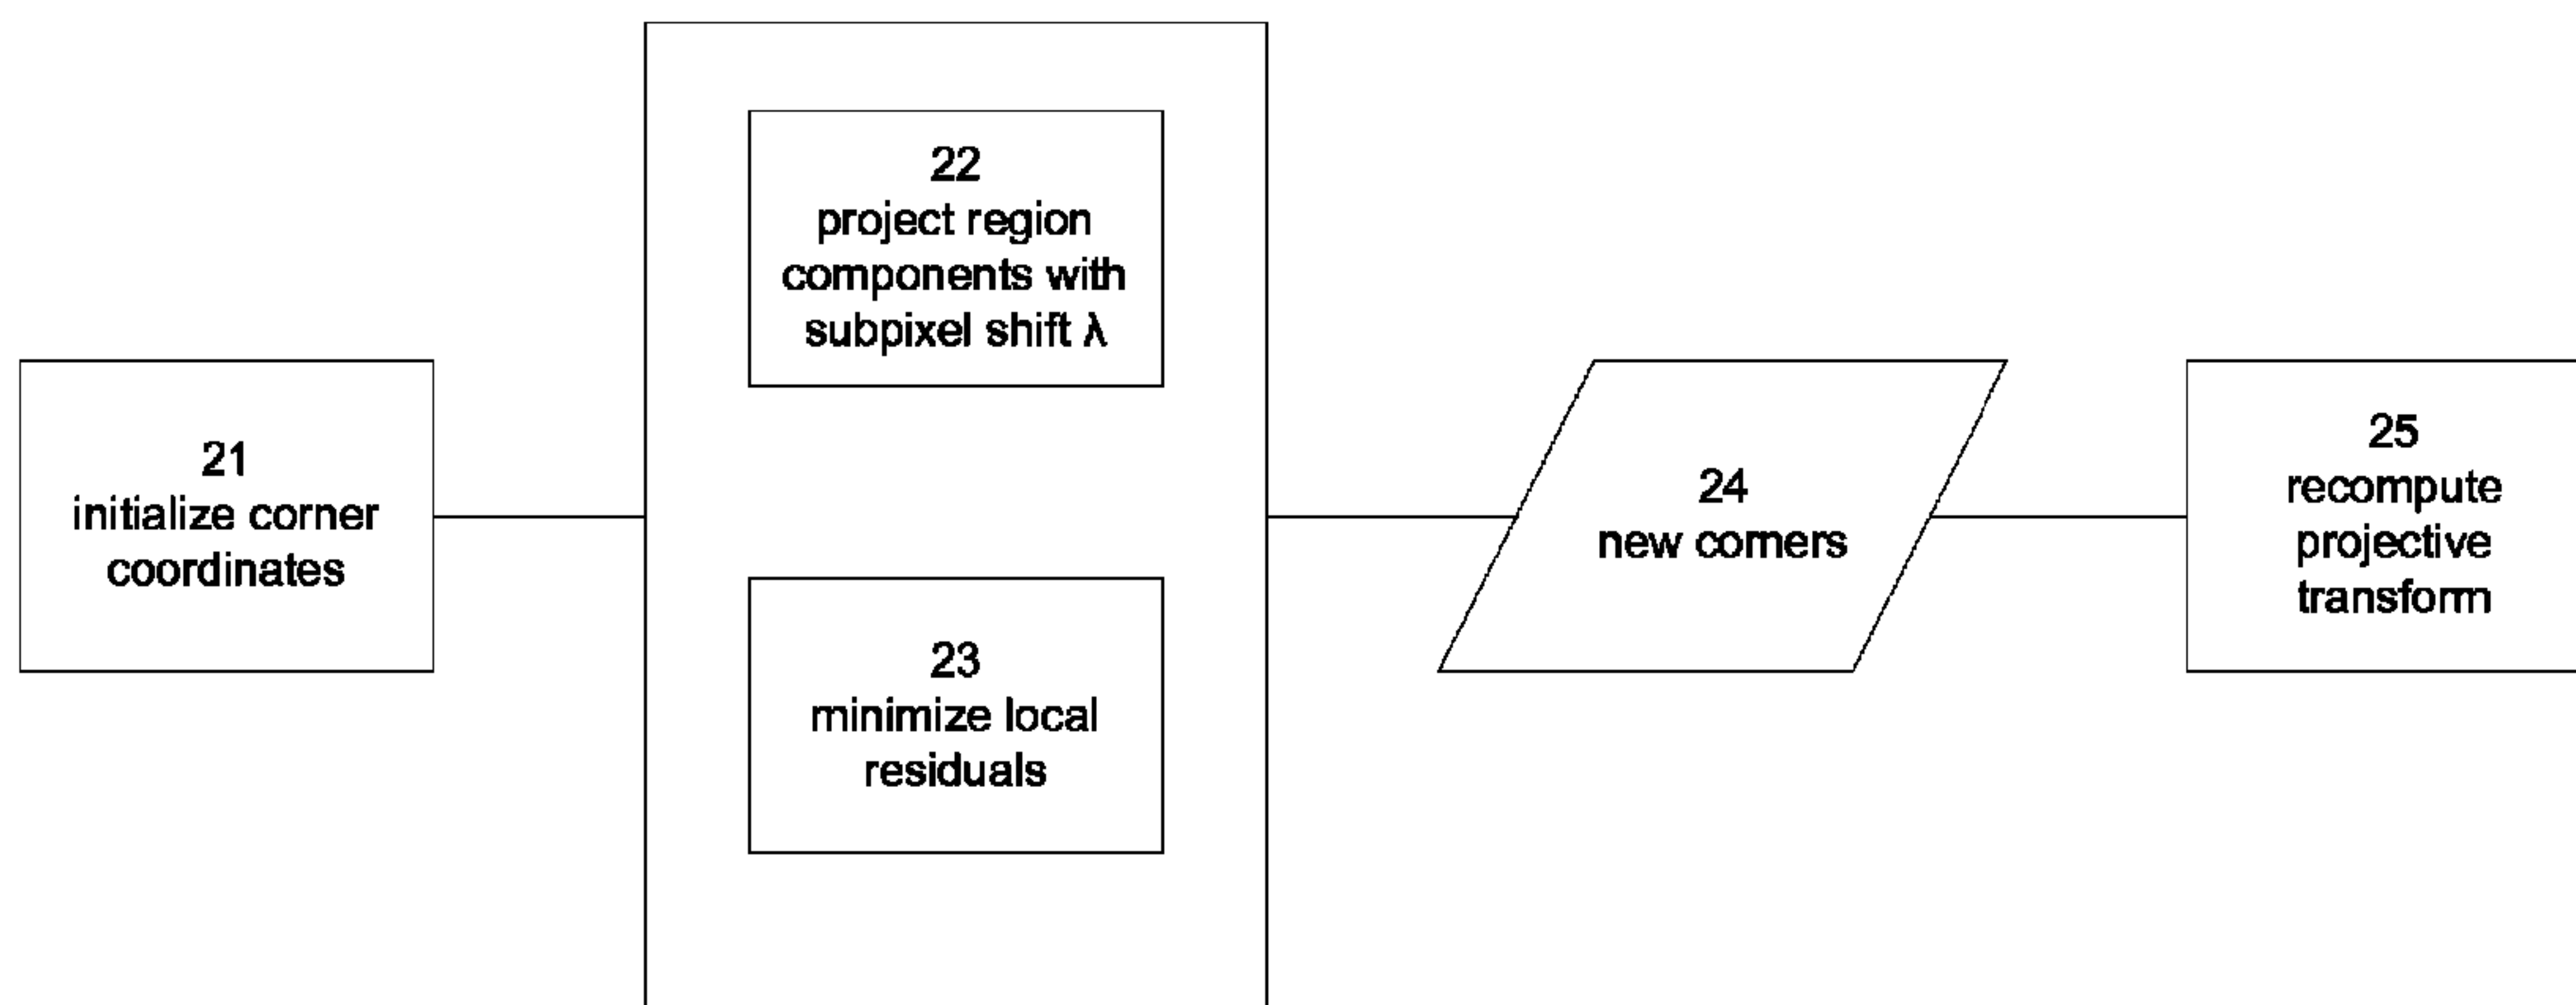 21
initialize corner
coordinates
22
project region
components with
subpixel shift λ
23
minimize local
residuals
24
new corners
25
recompute
projective
transform